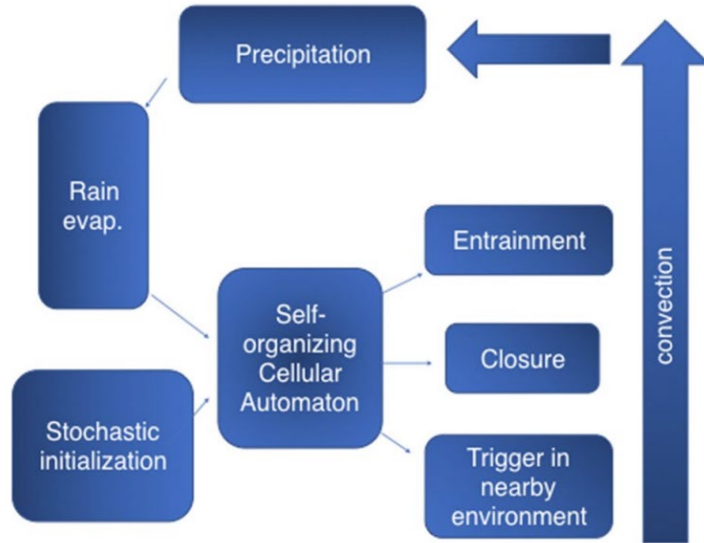 Precipitation
Rain
evap.
Entrainment
Self-
organizing
Cellular
Automaton
Closure
convection
Stochastic
initialization
Trigger in
nearby
environment